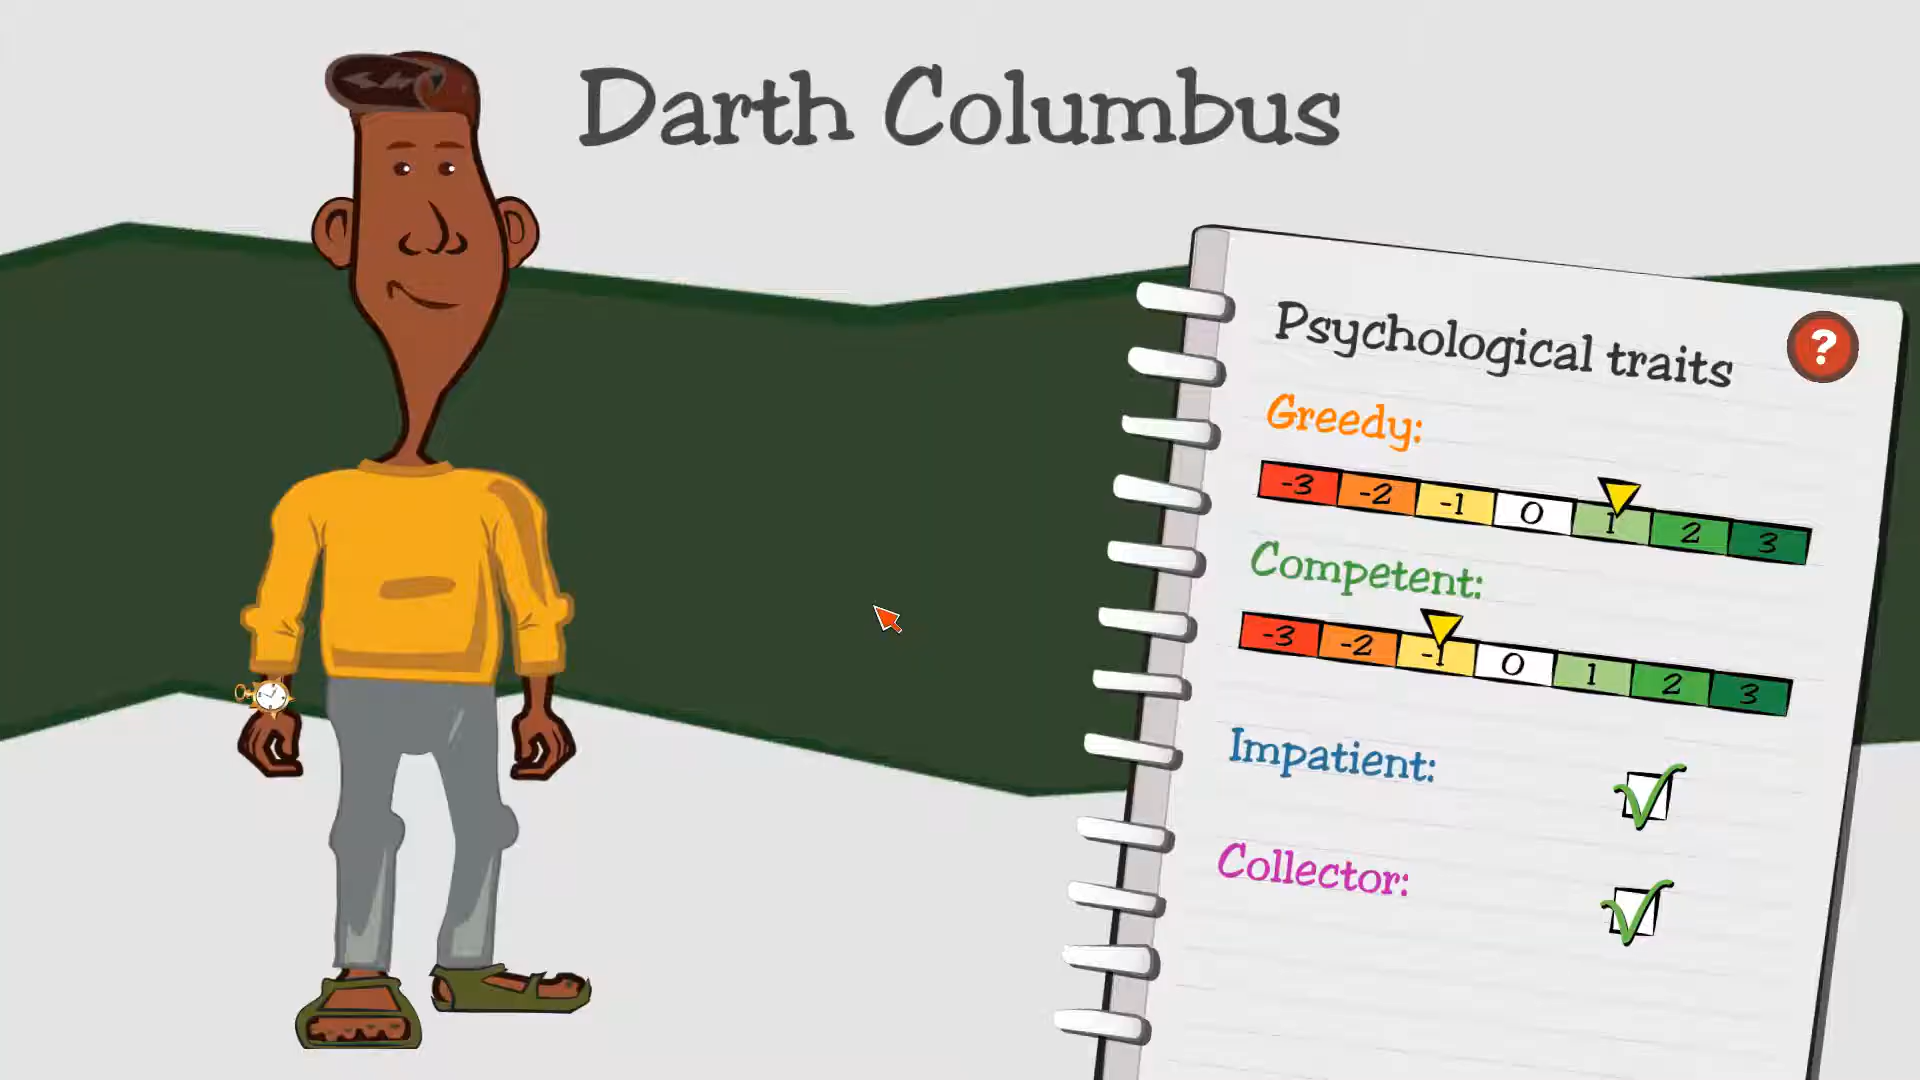 Darth Columbus
Psychological traits
?
Greedy:
-3 -2 -1 0 1 2 3
Competent:
-3 -2 -1 0 1 2 3
Impatient:
Collector: